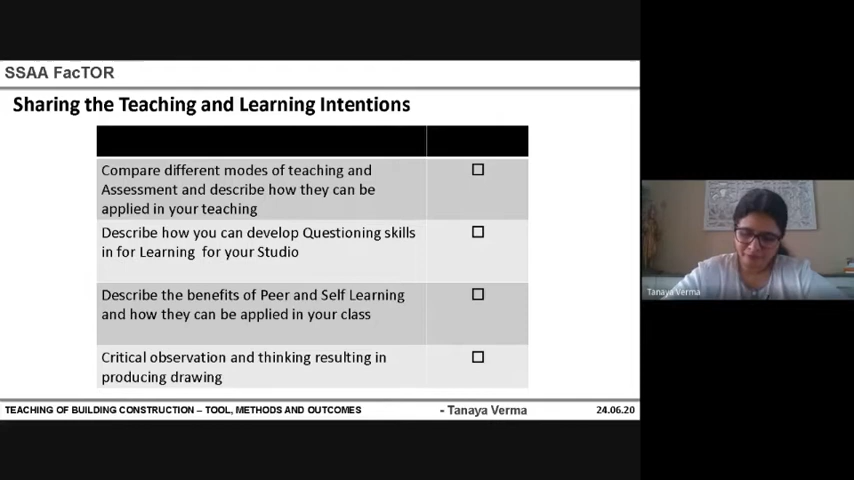 SSAA FacTOR
Sharing the Teaching and Learning Intentions
Compare different modes of teaching and
Assessment and describe how they can be
applied in your teaching
Describe how you can develop Questioning skills
in for Learning for your Studio
Describe the benefits of Peer and Self Learning
and how they can be applied in your class
Critical observation and thinking resulting in
producing drawing
TEACHING OF BUILDING CONSTRUCTION – TOOL, METHODS AND OUTCOMES
- Tanaya Verma
24.06.20
Tanaya Verma